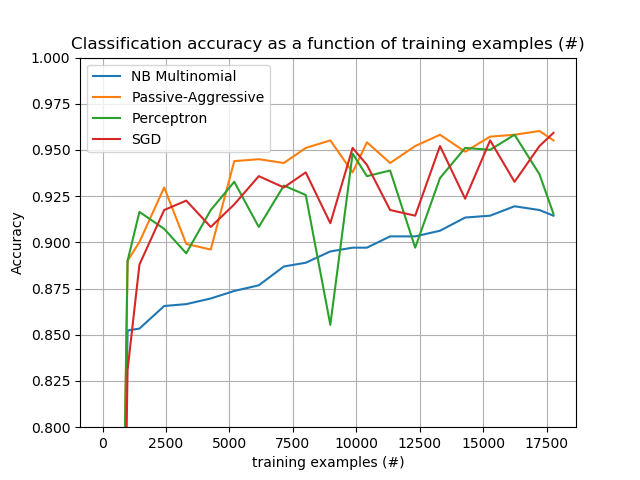 Classification accuracy as a function of training examples (#)
1.000
0.975
0.950
0.925
0.900
0.875
0.850
0.825
0.800
Accuracy
NB Multinomial
Passive-Aggressive
Perceptron
SGD
0 2500 5000 7500 10000 12500 15000 17500
training examples (#)